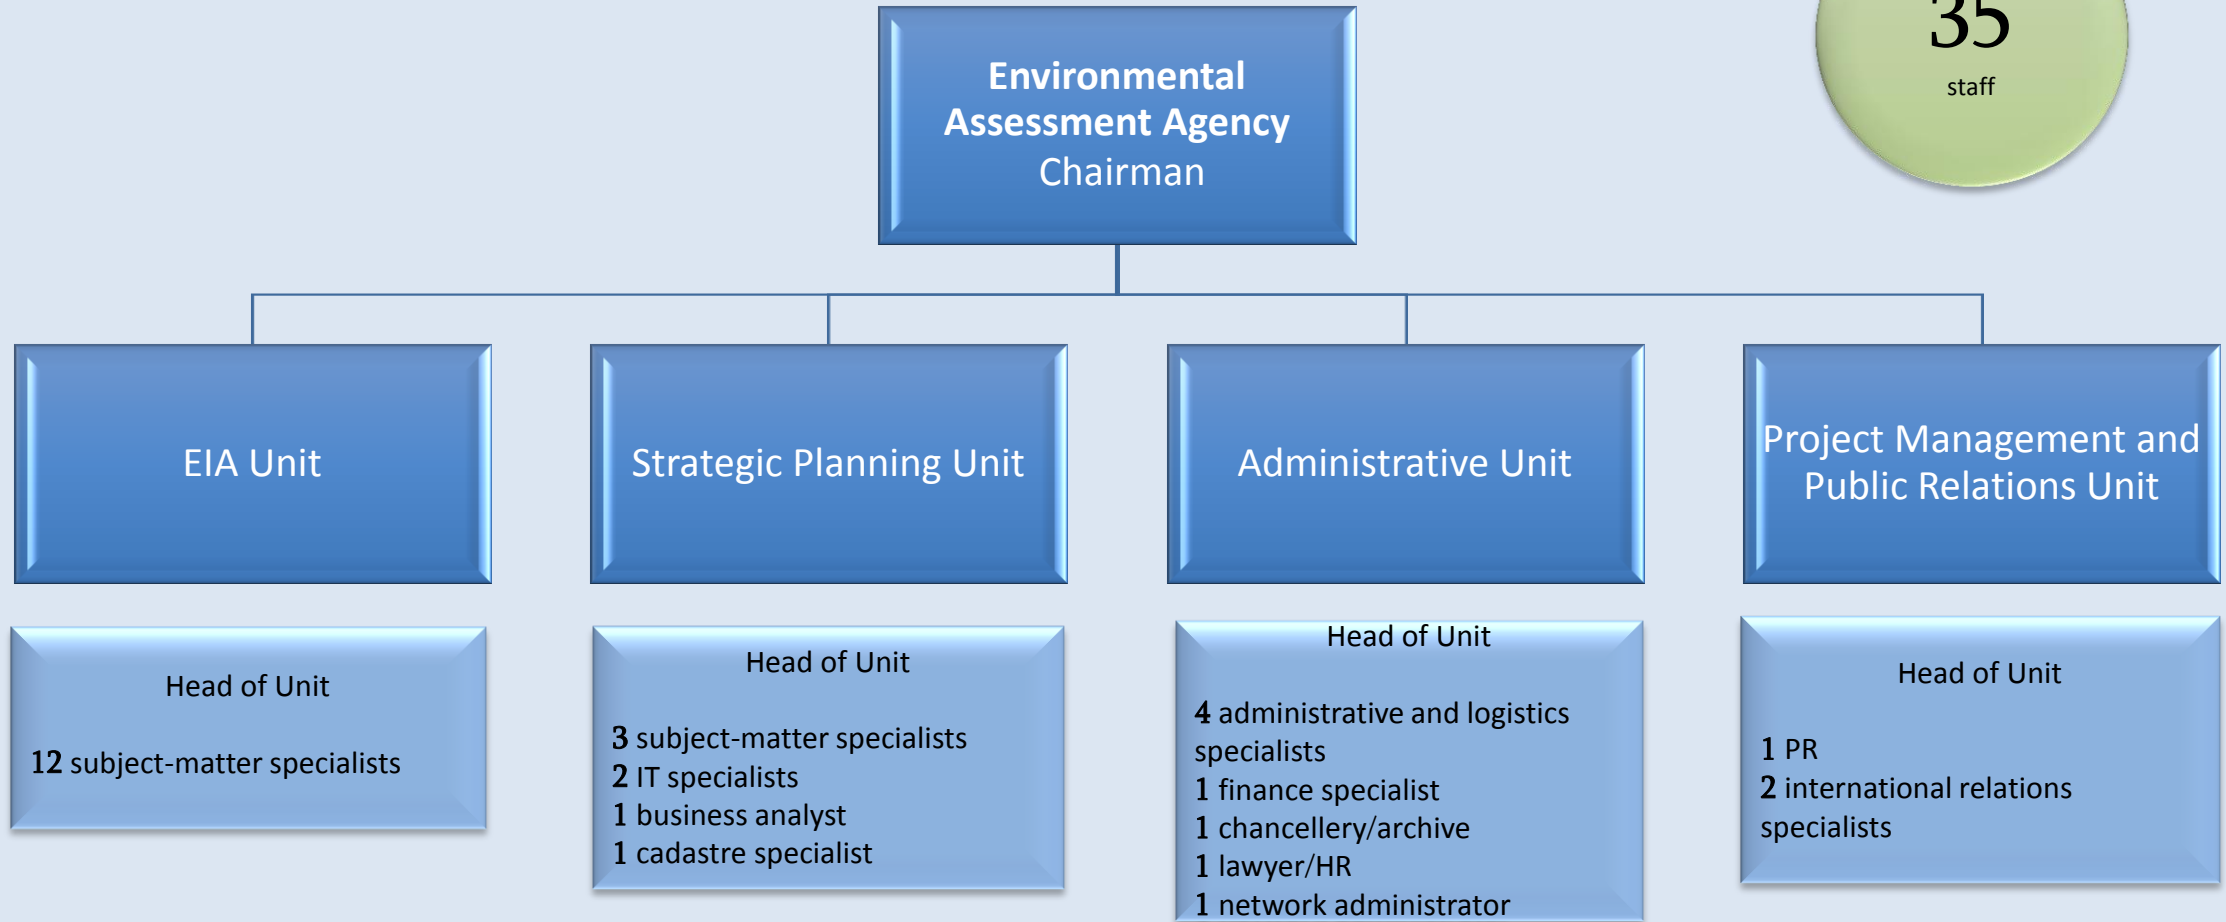 35
staff
Environmental
Assessment Agency
Chairman
EIA Unit
Strategic Planning Unit
Administrative Unit
Project Management and
Public Relations Unit
Head of Unit
12 subject-matter specialists
Head of Unit
3 subject-matter specialists
2 IT specialists
1 business analyst
1 cadastre specialist
Head of Unit
4 administrative and logistics
specialists
1 finance specialist
1 chancellery/archive
1 lawyer/HR
1 network administrator
Head of Unit
1 PR
2 international relations
specialists